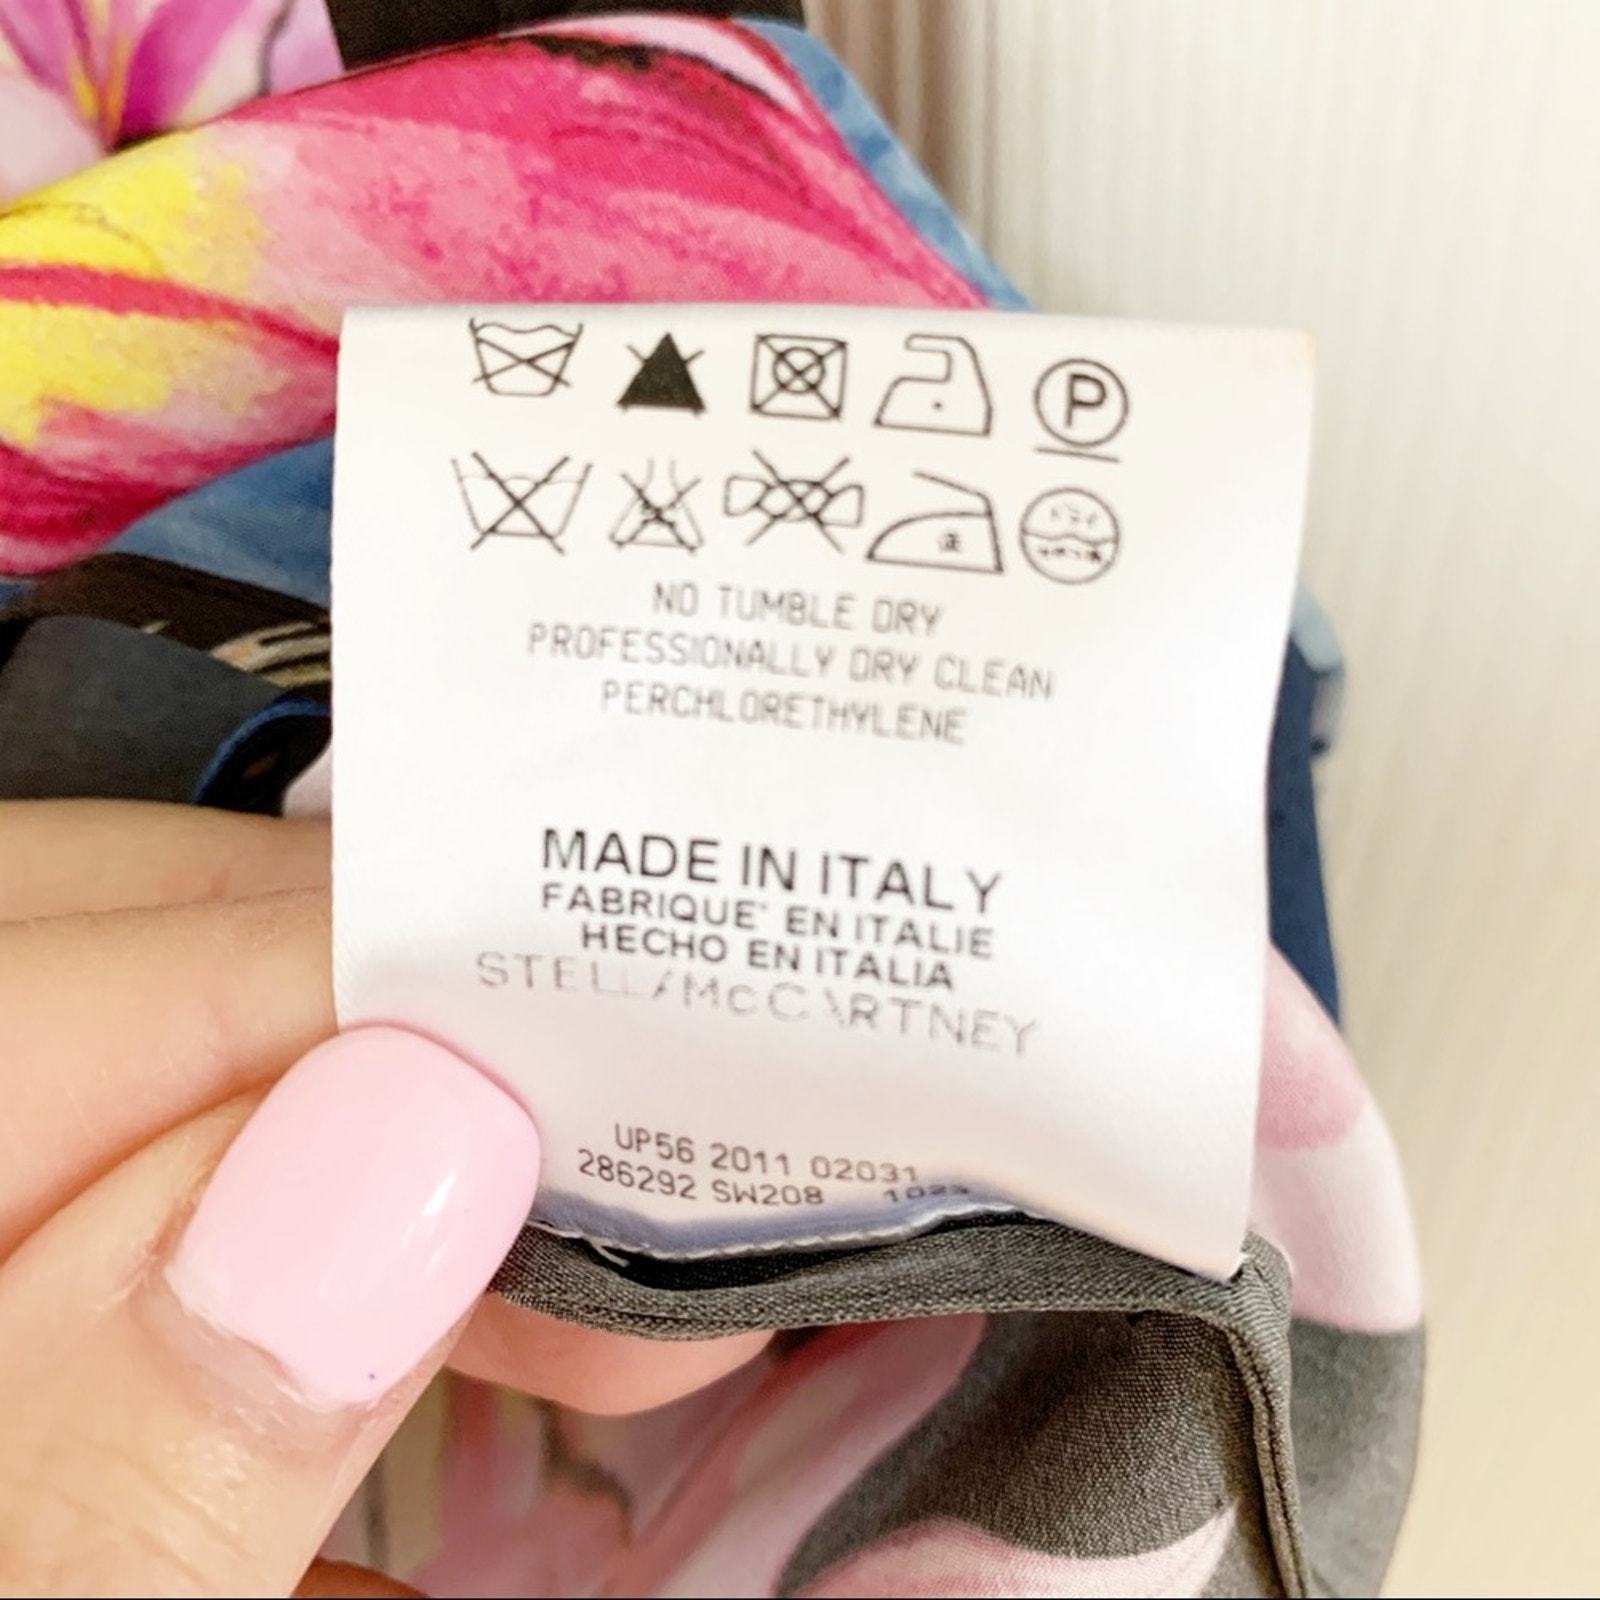 P
NO TUMBLE DRY
PROFESSIONALLY DRY CLEAN
PERCHLORETHYLENE
MADE IN ITALY
FABRIQUE' EN ITALIE
HECHO EN ITALIA
STELLA McCARTNEY
UP56 2011 02031
286292 SW208